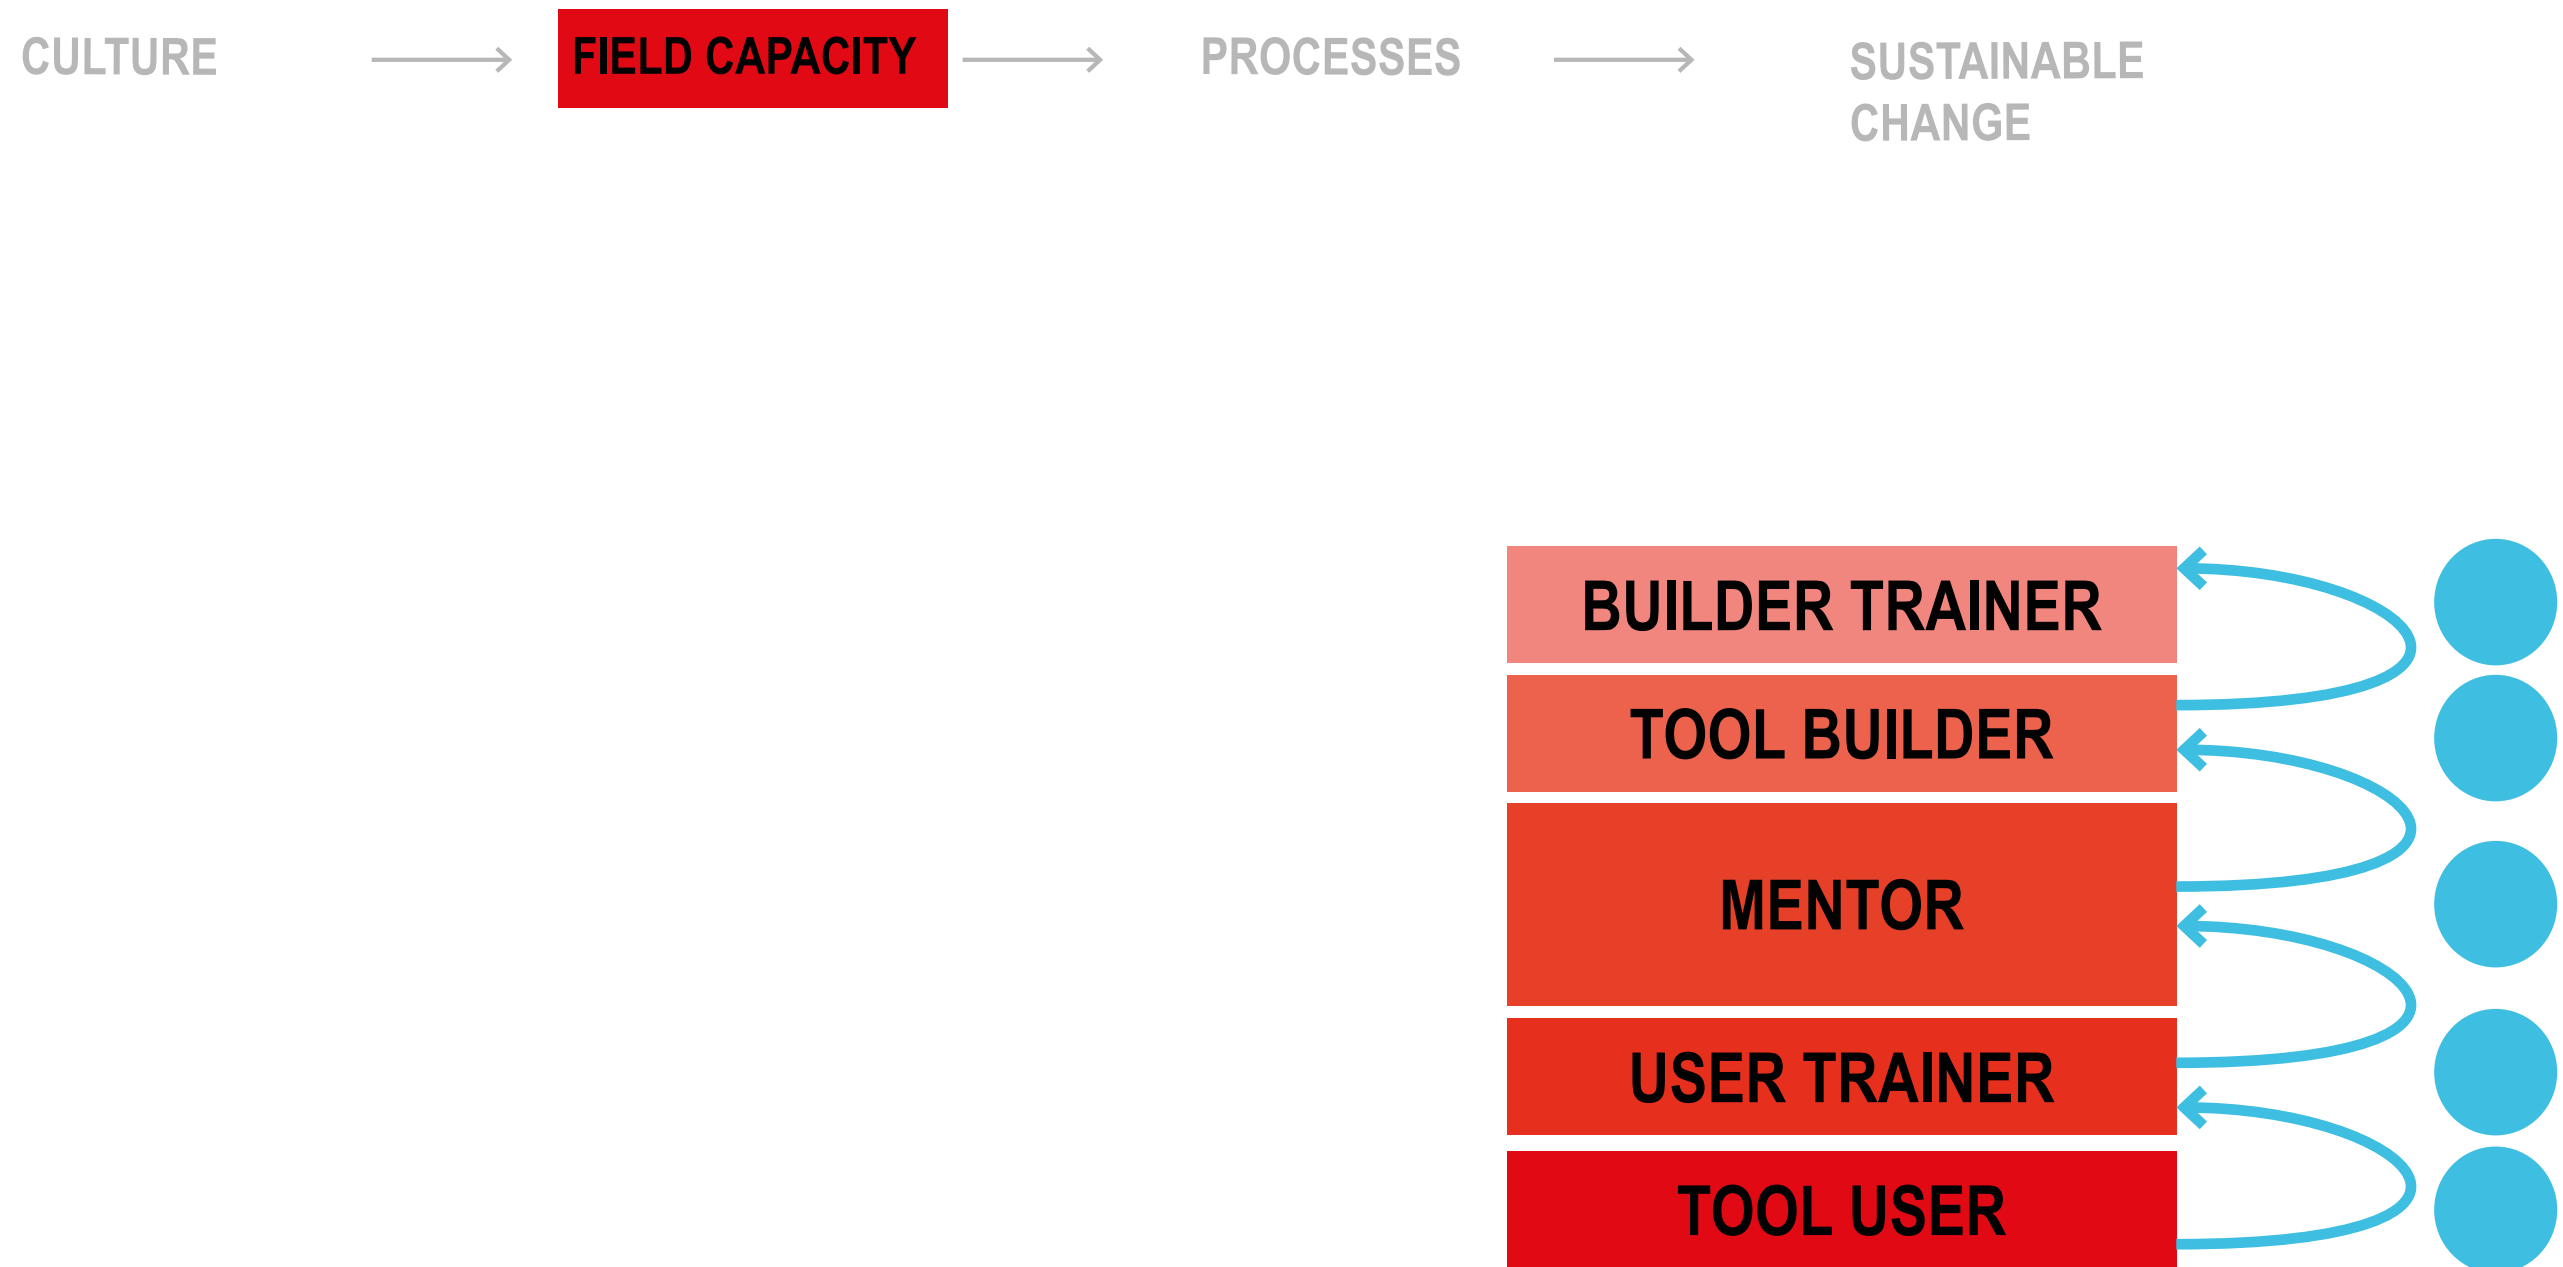 CULTURE
FIELD CAPACITY
PROCESSES
SUSTAINABLE
CHANGE
BUILDER TRAINER
TOOL BUILDER
MENTOR
USER TRAINER
TOOL USER